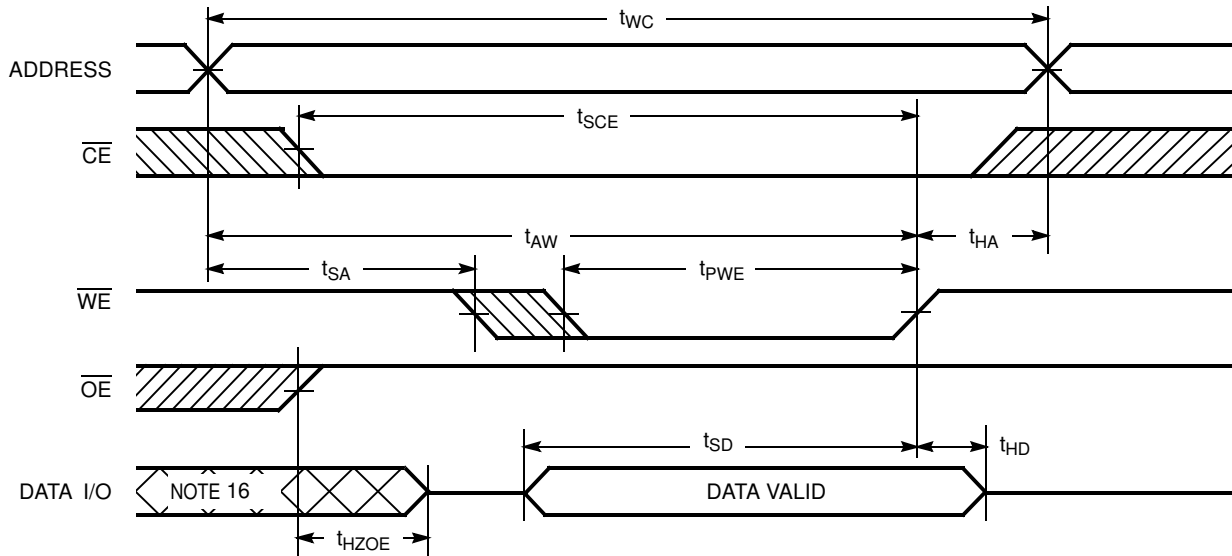 tWC
ADDRESS
tSCE
CE
tAW
tHA
tSA
tPWE
WE
OE
tSD
tHD
DATA I/O
NOTE 16
DATA VALID
tHZOE